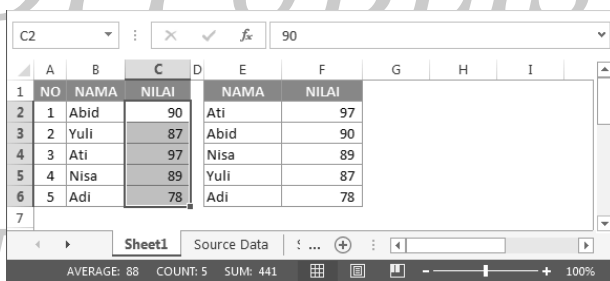 C2 fx 90
A B C D E F G H I
1 NO NAMA NILAI NAMA NILAI
2 1 Abid 90 Ati 97
3 2 Yuli 87 Abid 90
4 3 Ati 97 Nisa 89
5 4 Nisa 89 Yuli 87
6 5 Adi 78 Adi 78
7
Sheet1 Source Data ...
AVERAGE: 88 COUNT: 5 SUM: 441 100%